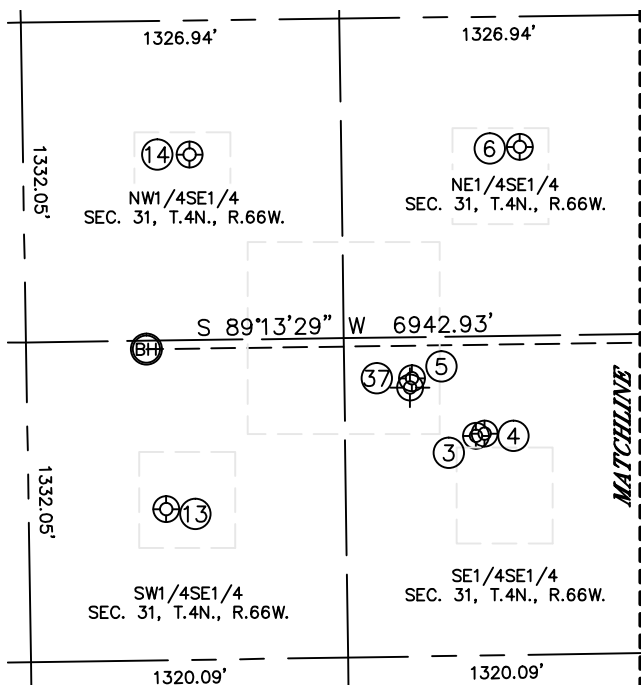 1326.94'
1326.94'
1332.05'
14
6
NW1/4SE1/4
SEC. 31, T.4N., R.66W.
NE1/4SE1/4
SEC. 31, T.4N., R.66W.
S 89°13'29" W 6942.93'
BH
5
37
3
4
MATCHLINE
1332.05'
13
SW1/4SE1/4
SEC. 31, T.4N., R.66W.
SE1/4SE1/4
SEC. 31, T.4N., R.66W.
1320.09'
1320.09'